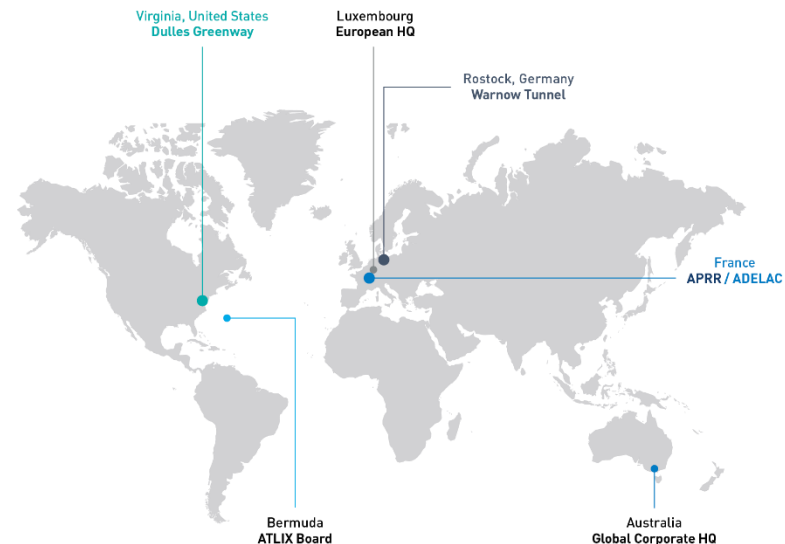 Virginia, United States
Dulles Greenway
Luxembourg
European HQ
Rostock, Germany
Warnow Tunnel
France
APRR / ADELAC
Bermuda
ATLIX Board
Australia
Global Corporate HQ